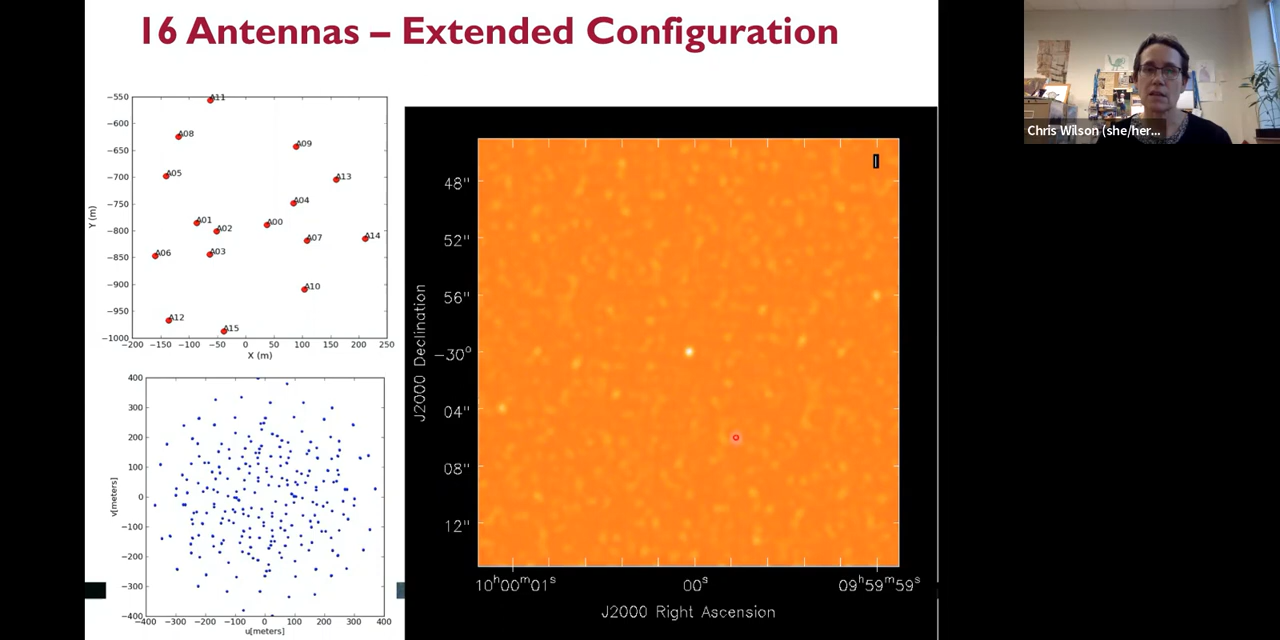 16 Antennas – Extended Configuration
Chris Wilson (she/her...
−550
−600
−650
−700
−750
−800
−850
−900
−950
−1000
Y (m)
A11
A08
A09
A05
A13
A04
A01
A02
A00
A07
A14
A06
A03
A10
A12
A15
−200 −150 −100 −50 0 50 100 150 200 250
X (m)
400
300
200
100
0
−100
−200
−300
−400
v[meters]
−400 −300 −200 −100 0 100 200 300 400
u[meters]
J2000 Declination
48"
52"
56"
−30°
04"
08"
12"
10ʰ00ᵐ01ˢ 00ˢ 09ʰ59ᵐ59ˢ
J2000 Right Ascension